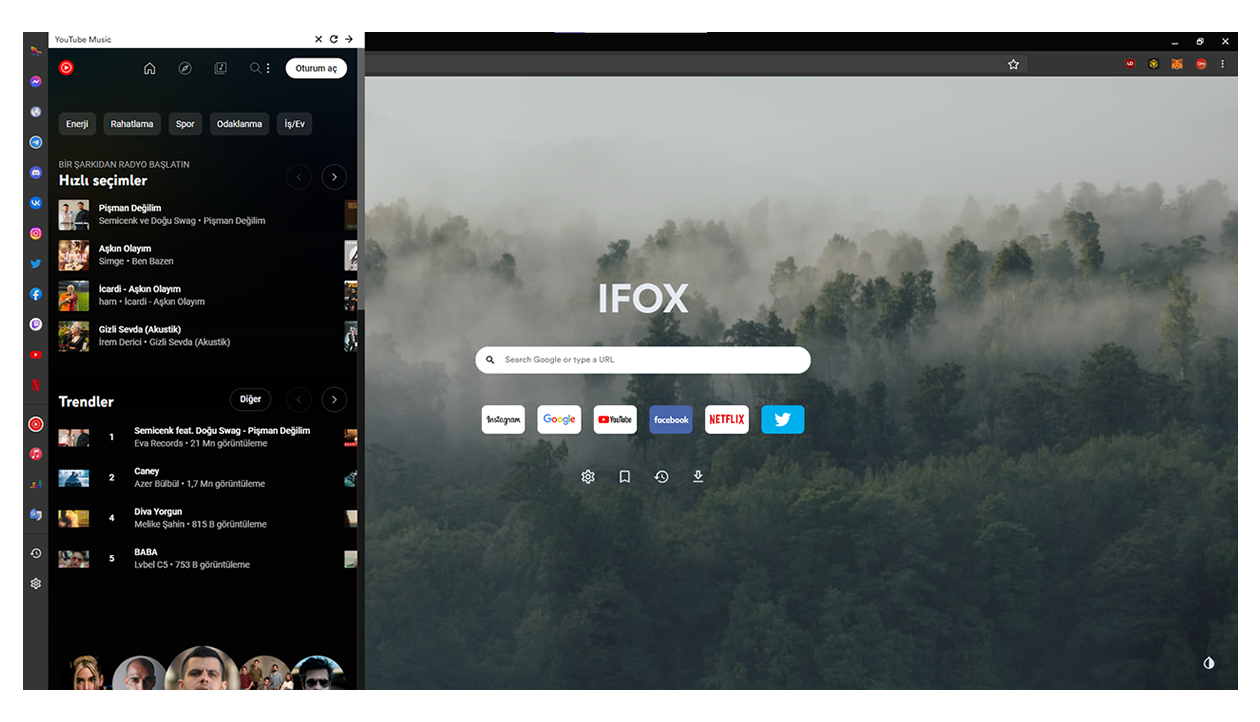 YouTube Music
Oturum aç
Enerji
Rahatlama
Spor
Odaklanma
İş/Ev
BİR ŞARKIDAN RADYO BAŞLATIN
Hızlı seçimler
Pişman Değilim
Semicenk ve Doğu Swag • Pişman Değilim
Aşkın Olayım
Simge • Ben Bazen
İcardi - Aşkın Olayım
ham • İcardi - Aşkın Olayım
Gizli Sevda (Akustik)
İrem Derici • Gizli Sevda (Akustik)
Trendler
Diğer
1
Semicenk feat. Doğu Swag - Pişman Değilim
Eva Records • 21 Mn görüntüleme
2
Caney
Azer Bülbül • 1,7 Mn görüntüleme
4
Diva Yorgun
Melike Şahin • 815 B görüntüleme
5
BABA
Lvbel C5 • 753 B görüntüleme
IFOX
Search Google or type a URL
Instagram
Google
YouTube
facebook
NETFLIX